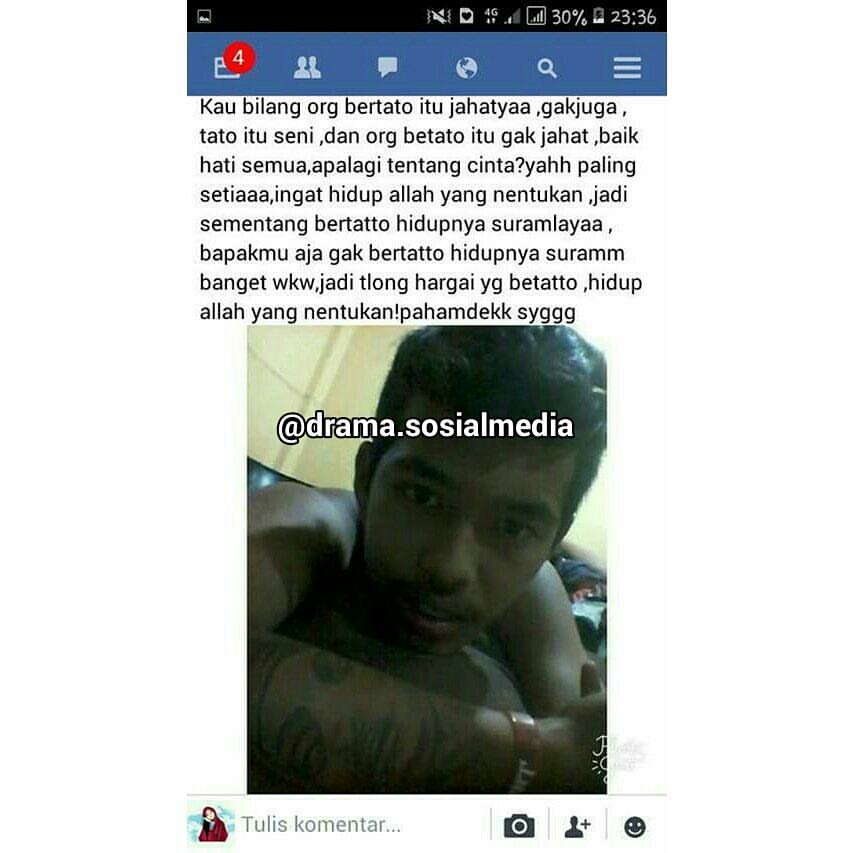 4G 30% 23:36
4
Kau bilang org bertato itu jahatyaa ,gakjuga ,
tato itu seni ,dan org betato itu gak jahat ,baik
hati semua,apalagi tentang cinta?yahh paling
setiaaa,ingat hidup allah yang nentukan ,jadi
sementang bertatto hidupnya suramlayaa ,
bapakmu aja gak bertatto hidupnya suramm
banget wkw,jadi tlong hargai yg betatto ,hidup
allah yang nentukan!pahamdekk syggg
@drama.sosialmedia
Tulis komentar...